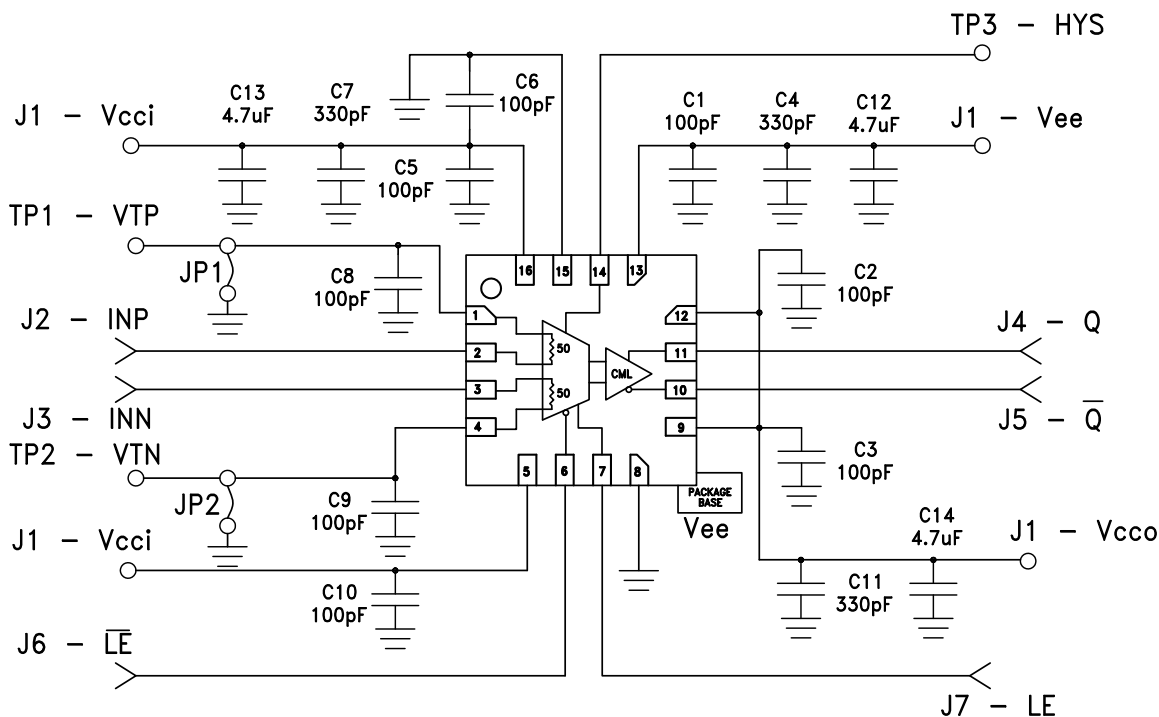 TP3 - HYS
J1 - Vcci
C13
4.7uF
C7
330pF
C6
100pF
C1
100pF
C4
330pF
C12
4.7uF
J1 - Vee
C5
100pF
TP1 - VTP
JP1
C8
100pF
16
15
14
13
C2
100pF
J2 - INP
1
12
J4 - Q
2
50
11
CML
3
50
10
J3 - INN
J5 - Q̅
4
9
TP2 - VTN
5
6
7
8
C3
100pF
JP2
C9
100pF
PACKAGE
BASE
Vee
J1 - Vcci
C14
4.7uF
J1 - Vcco
C10
100pF
C11
330pF
J6 - L̅E̅
J7 - LE